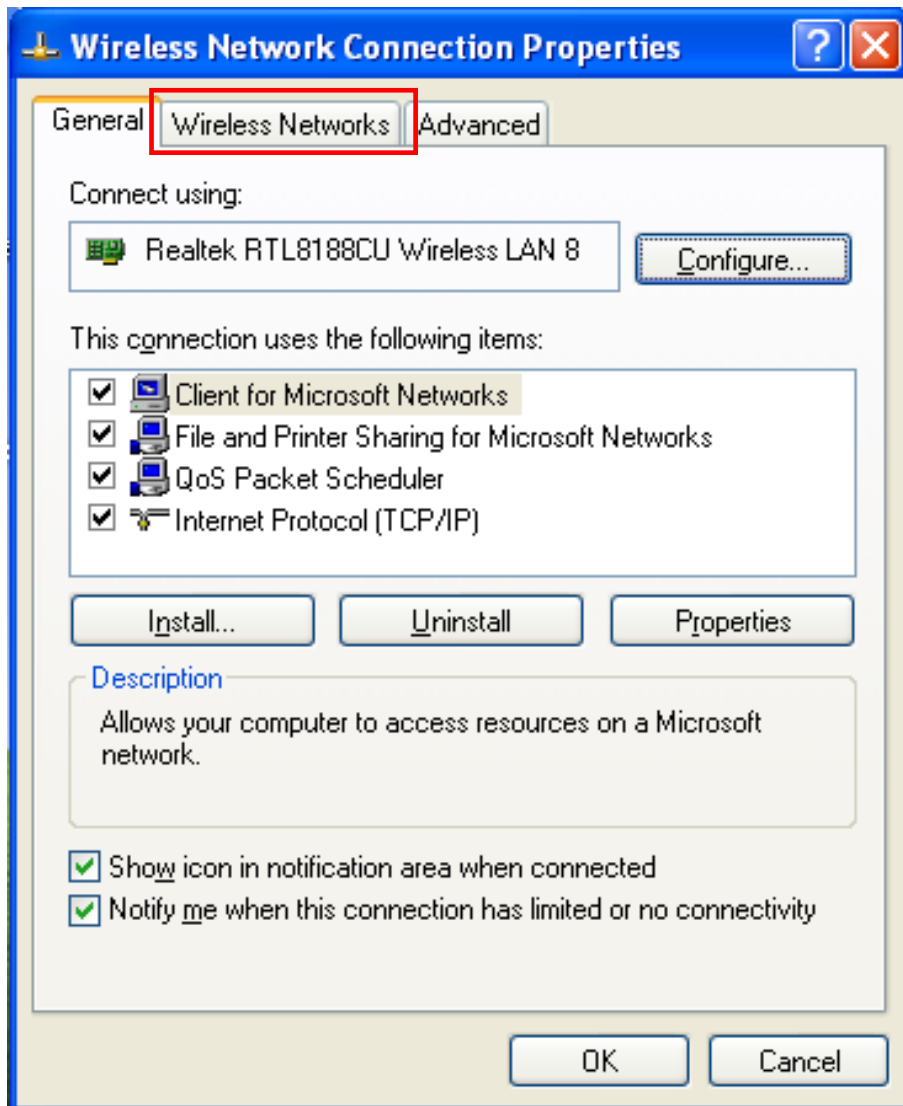 Wireless Network Connection Properties
General Wireless Networks Advanced
Connect using:
Realtek RTL8188CU Wireless LAN 8
Configure...
This connection uses the following items:
Client for Microsoft Networks
File and Printer Sharing for Microsoft Networks
QoS Packet Scheduler
Internet Protocol (TCP/IP)
Install... Uninstall Properties
Description
Allows your computer to access resources on a Microsoft
network.
Show icon in notification area when connected
Notify me when this connection has limited or no connectivity
OK Cancel